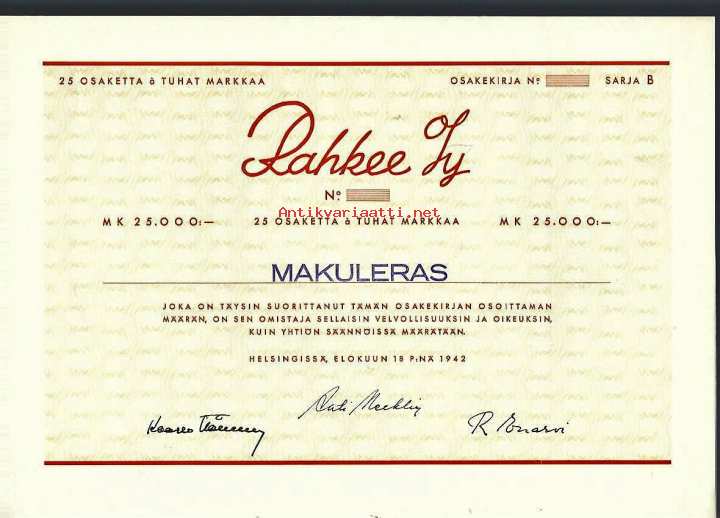 25 OSAKETTA à TUHAT MARKKAA OSAKEKIRJA Nº SARJA B
Rahkee Oy
Nº
Antikvariaatti.net
MK 25.000:— 25 OSAKETTA à TUHAT MARKKAA MK 25.000:—
MAKULERAS
JOKA ON TÄYSIN SUORITTANUT TÄMÄN OSAKEKIRJAN OSOITTAMAN
MÄÄRÄN, ON SEN OMISTAJA SELLAISIN VELVOLLISUUKSIN JA OIKEUKSIN,
KUIN YHTIÖN SÄÄNNÖISSÄ MÄÄRÄTÄÄN.
HELSINGISSÄ, ELOKUUN 18 P:NÄ 1942